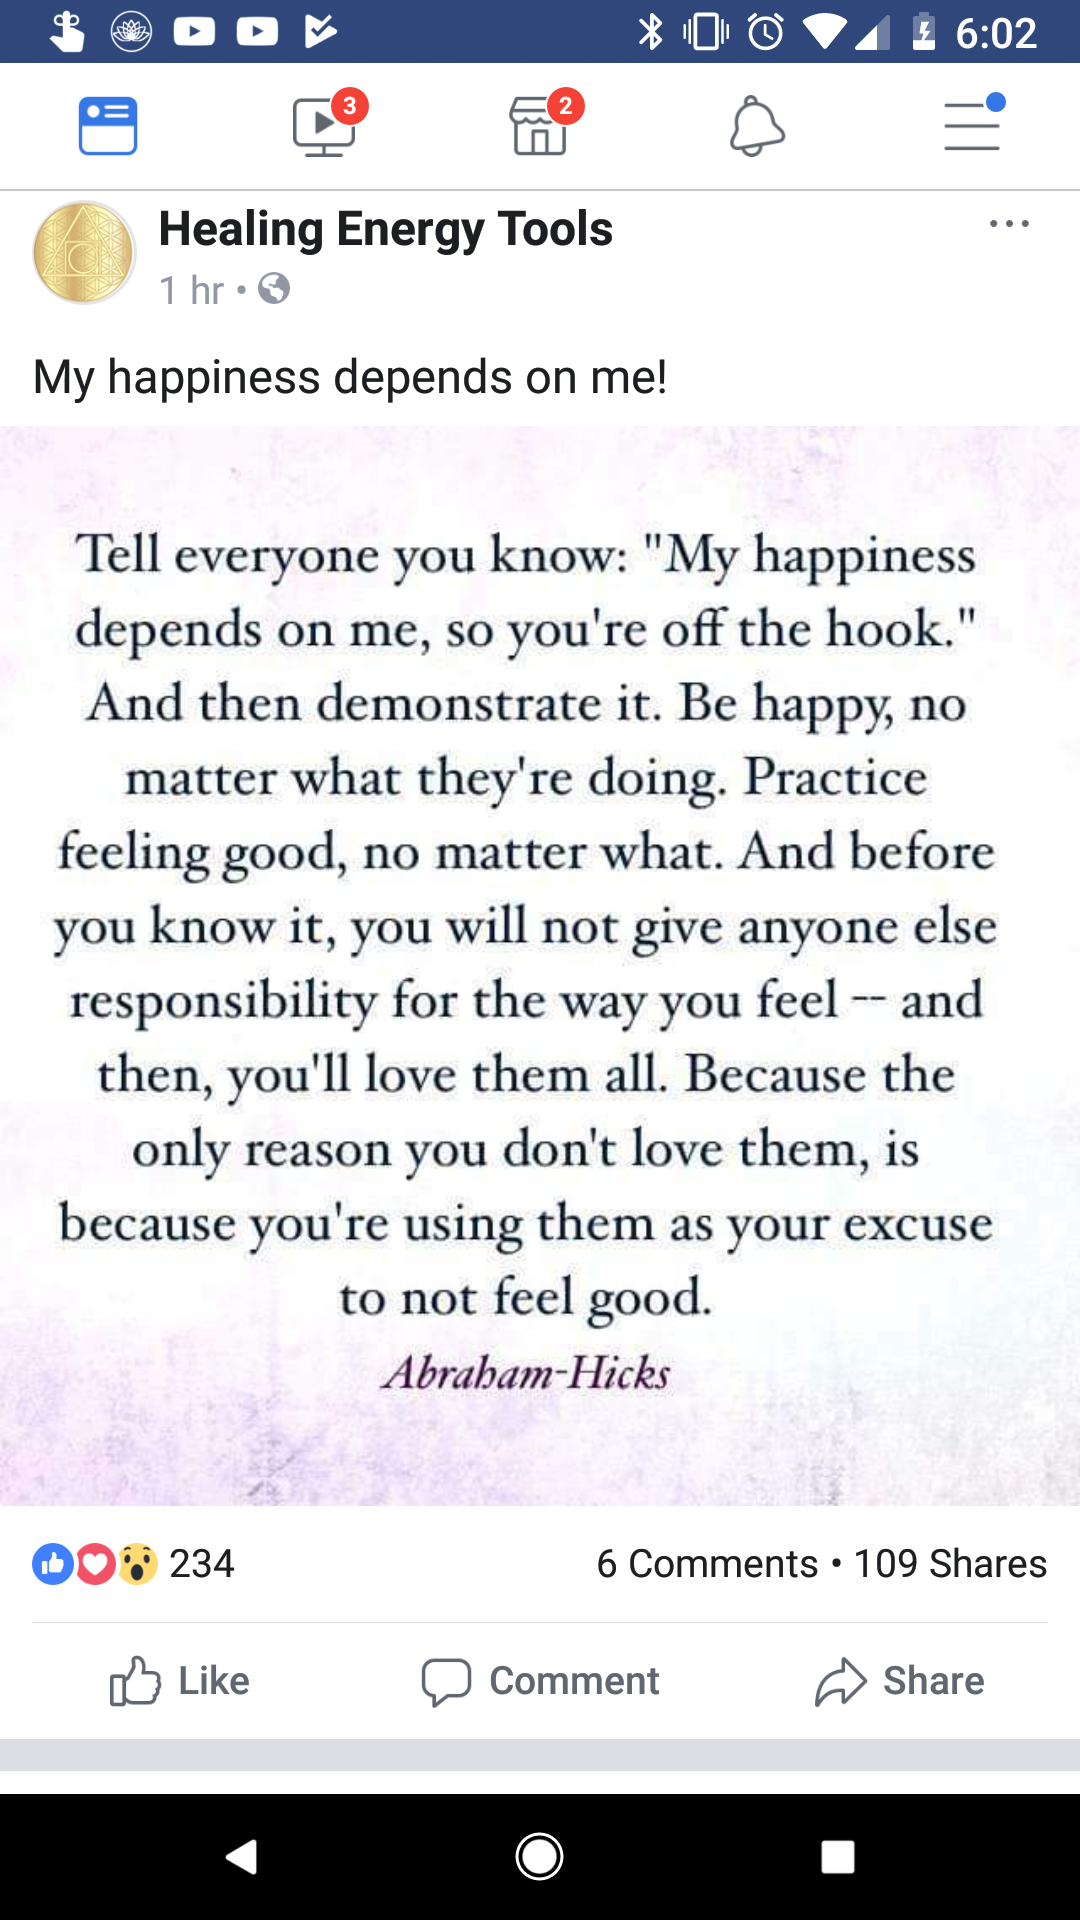 6:02
3
2
Healing Energy Tools
1 hr •
My happiness depends on me!
Tell everyone you know: "My happiness
depends on me, so you're off the hook."
And then demonstrate it. Be happy, no
matter what they're doing. Practice
feeling good, no matter what. And before
you know it, you will not give anyone else
responsibility for the way you feel -- and
then, you'll love them all. Because the
only reason you don't love them, is
because you're using them as your excuse
to not feel good.
Abraham-Hicks
234
6 Comments • 109 Shares
Like
Comment
Share